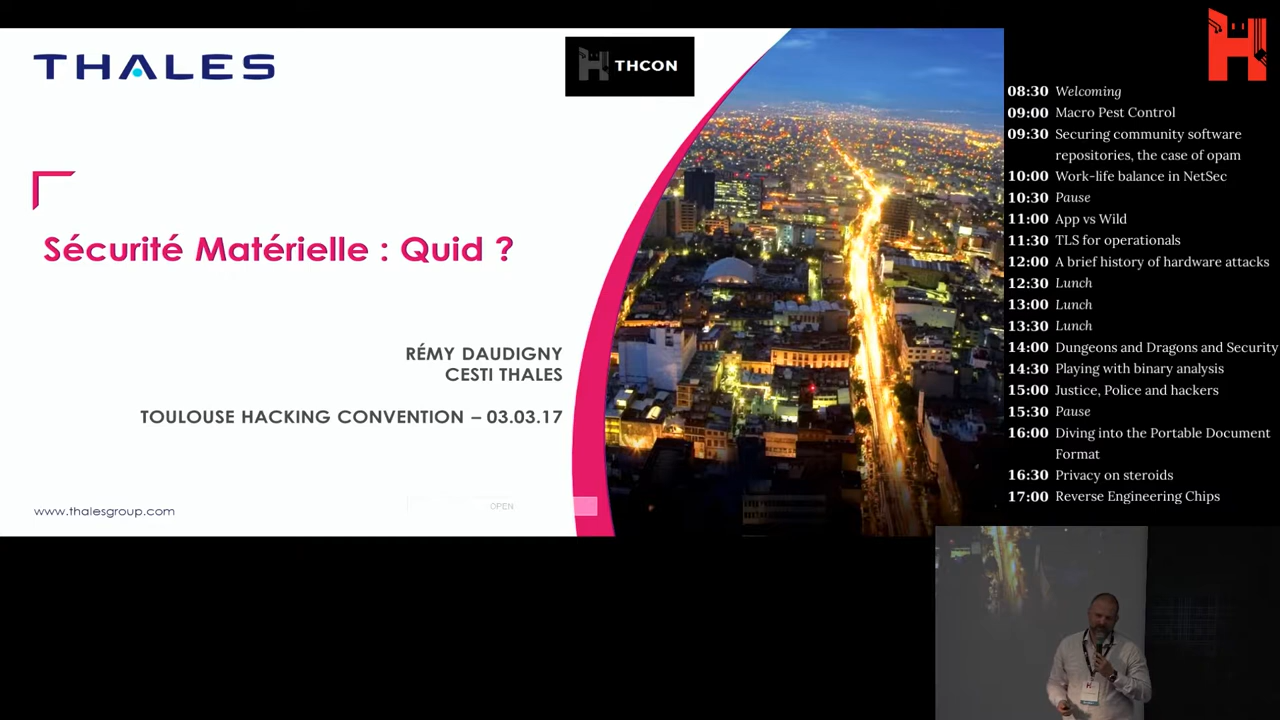 THALES
THCON
Sécurité Matérielle : Quid ?
RÉMY DAUDIGNY
CESTI THALES
TOULOUSE HACKING CONVENTION – 03.03.17
OPEN
www.thalesgroup.com
08:30 Welcoming
09:00 Macro Pest Control
09:30 Securing community software
repositories, the case of opam
10:00 Work-life balance in NetSec
10:30 Pause
11:00 App vs Wild
11:30 TLS for operationals
12:00 A brief history of hardware attacks
12:30 Lunch
13:00 Lunch
13:30 Lunch
14:00 Dungeons and Dragons and Security
14:30 Playing with binary analysis
15:00 Justice, Police and hackers
15:30 Pause
16:00 Diving into the Portable Document
Format
16:30 Privacy on steroids
17:00 Reverse Engineering Chips